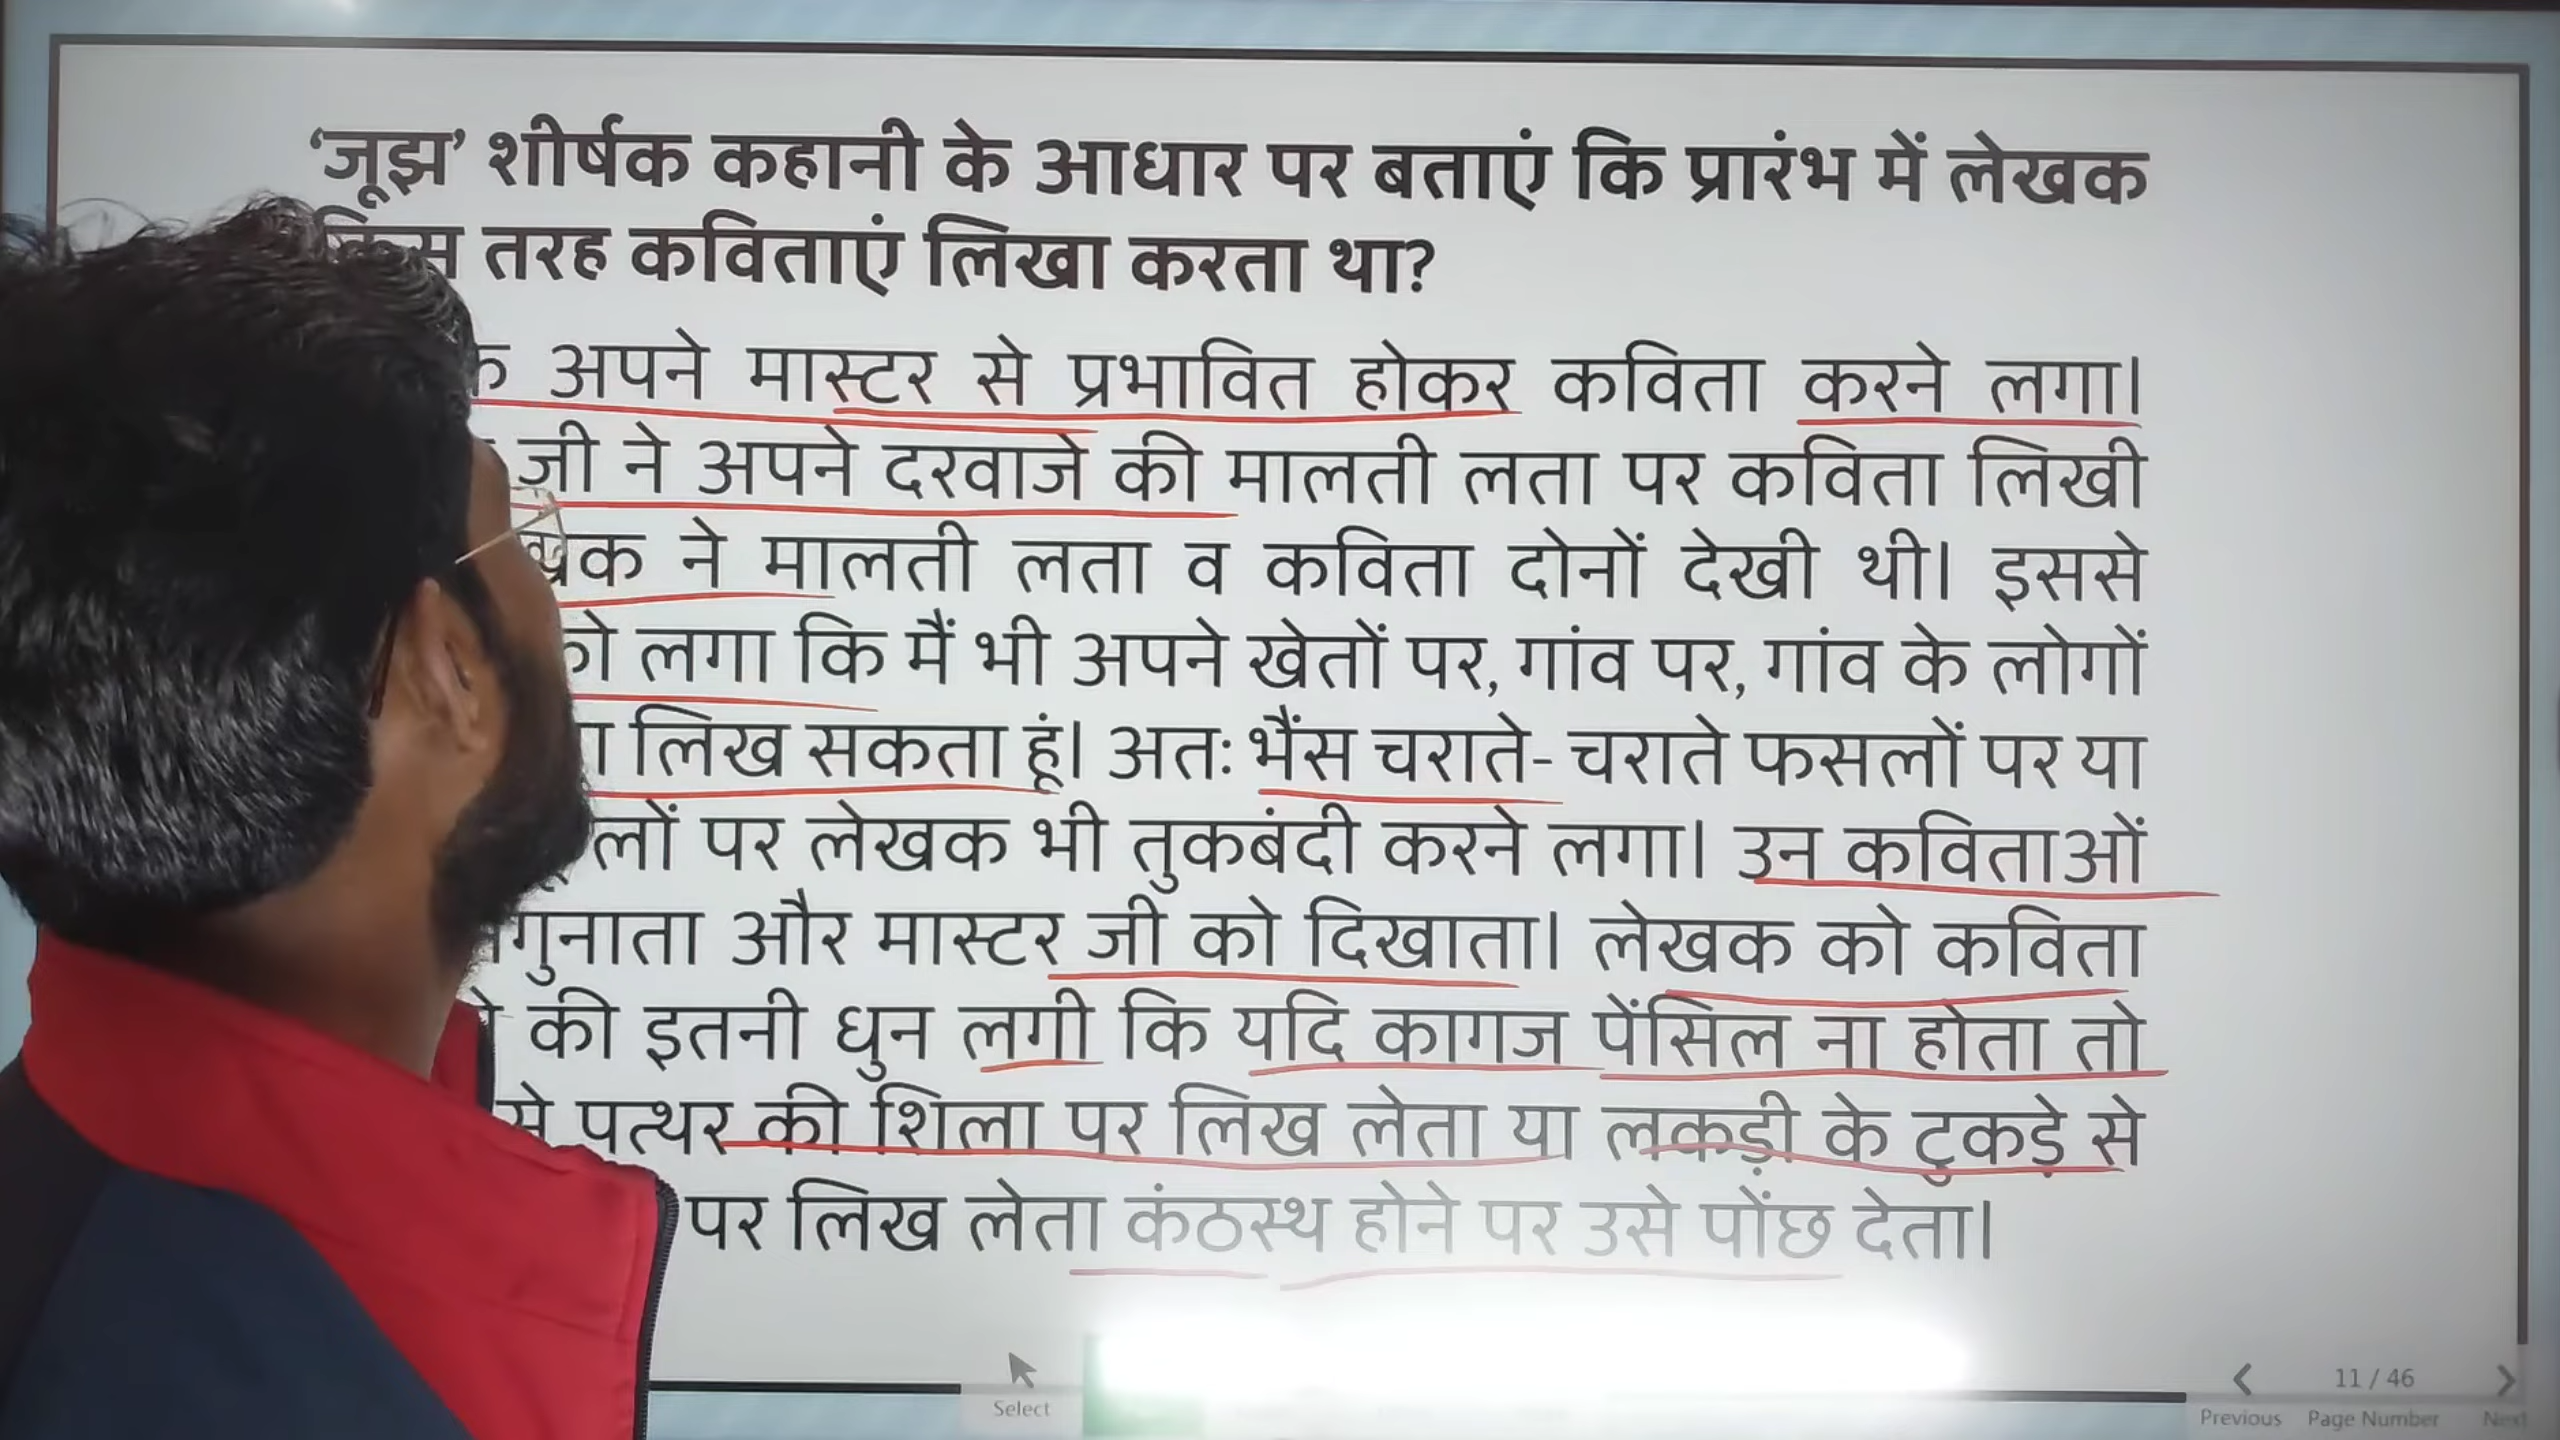 ‘जूझ’ शीर्षक कहानी के आधार पर बताएं कि प्रारंभ में लेखक
किस तरह कविताएं लिखा करता था?
अपने मास्टर से प्रभावित होकर कविता करने लगा।
जी ने अपने दरवाजे की मालती लता पर कविता लिखी
ने मालती लता व कविता दोनों देखी थी। इससे
को लगा कि मैं भी अपने खेतों पर, गांव पर, गांव के लोगों
लिख सकता हूं। अतः भैंस चराते- चराते फसलों पर या
पर लेखक भी तुकबंदी करने लगा। उन कविताओं
और मास्टर जी को दिखाता। लेखक को कविता
की इतनी धुन लगी कि यदि कागज पेंसिल ना होता तो
से पत्थर की शिला पर लिख लेता या लकड़ी के टुकड़े से
पर लिख लेता कंठस्थ होने पर उसे पोंछ देता।
Select
11 / 46
Previous Page Number Next